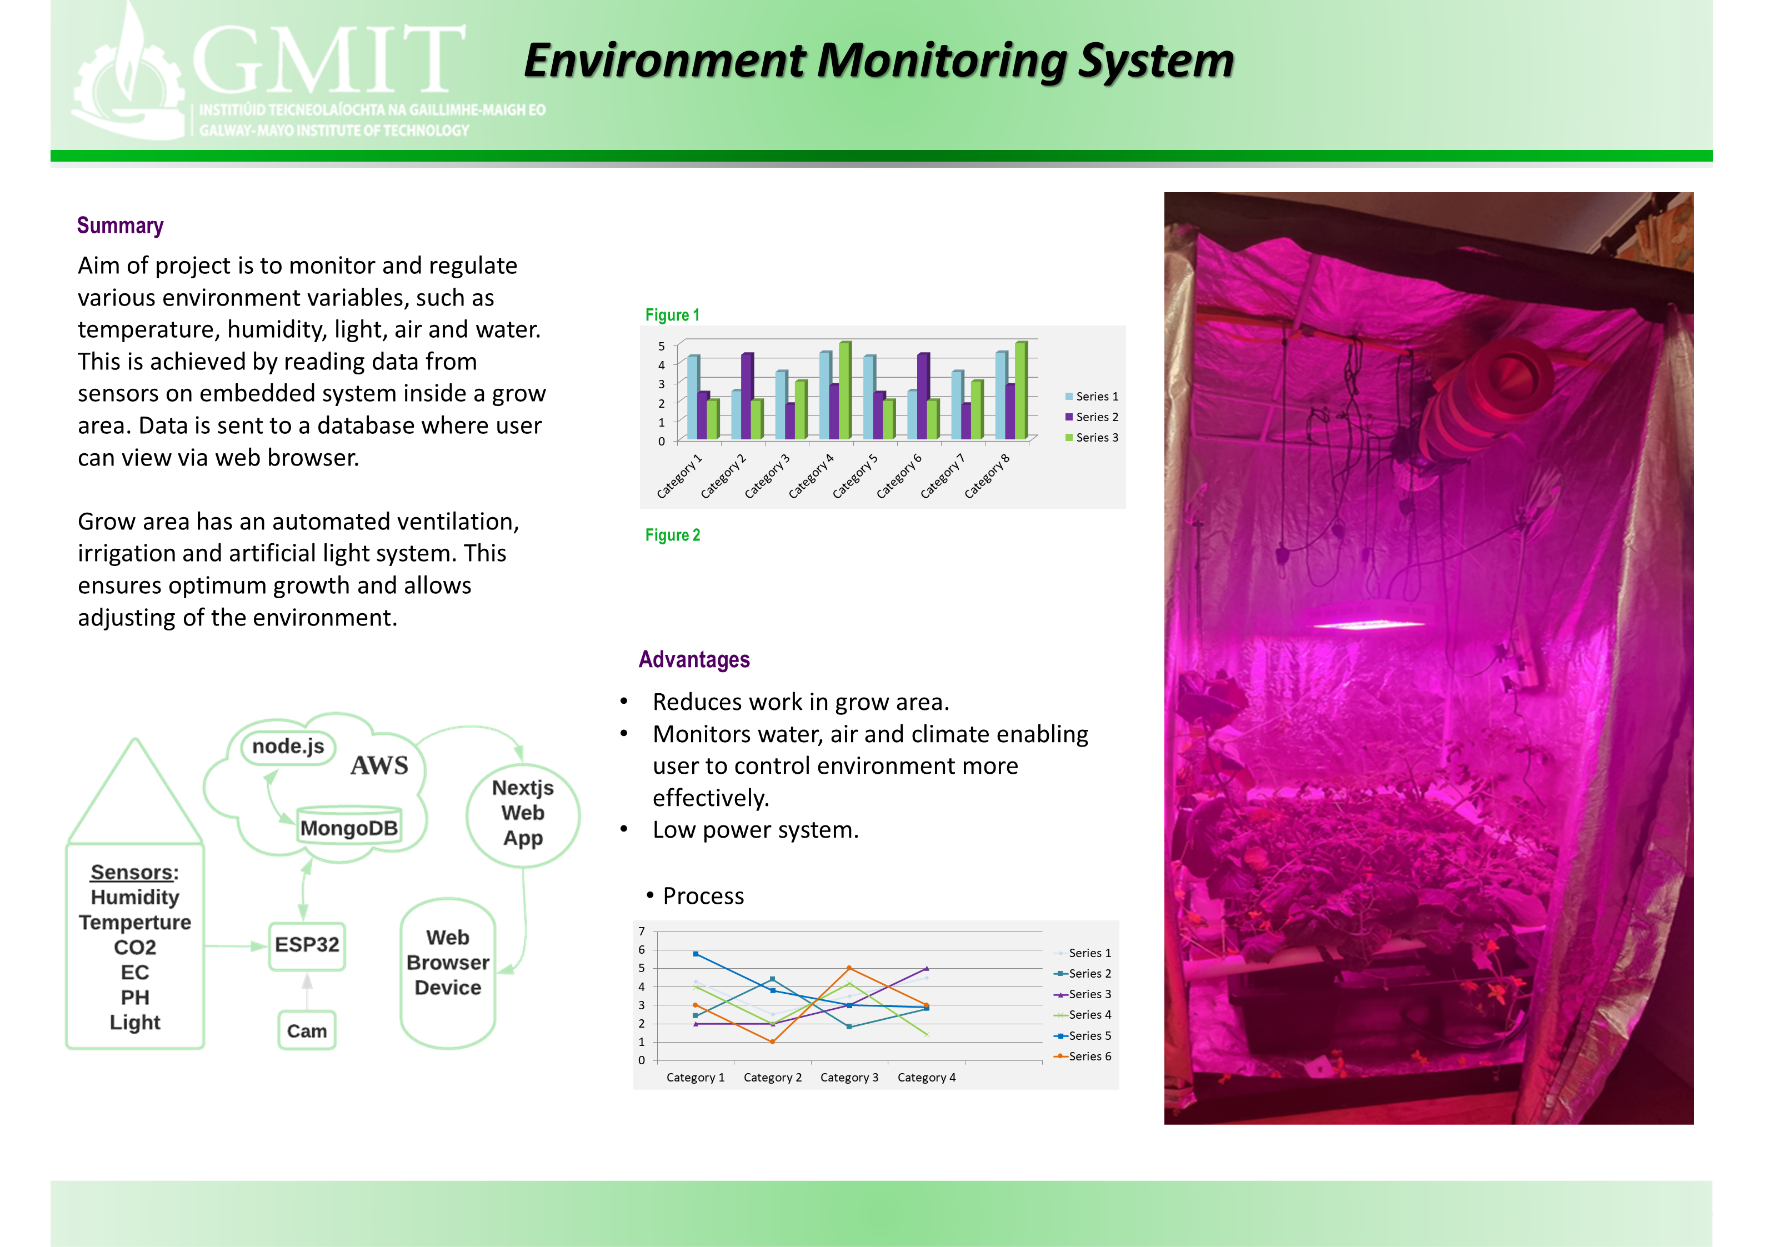 GMIT
INSTITIÚID TEICNEOLAÍOCHTA NA GAILLIMHE-MAIGH EO
GALWAY-MAYO INSTITUTE OF TECHNOLOGY
Environment Monitoring System
Summary
Aim of project is to monitor and regulate
various environment variables, such as
temperature, humidity, light, air and water.
This is achieved by reading data from
sensors on embedded system inside a grow
area. Data is sent to a database where user
can view via web browser.
Grow area has an automated ventilation,
irrigation and artificial light system. This
ensures optimum growth and allows
adjusting of the environment.
node.js
AWS
MongoDB
Nextjs
Web
App
Sensors:
Humidity
Temperture
CO2
EC
PH
Light
ESP32
Cam
Web
Browser
Device
Figure 1
5
4
3
2
1
0
Category 1
Category 2
Category 3
Category 4
Category 5
Category 6
Category 7
Category 8
Series 1
Series 2
Series 3
Figure 2
Advantages
• Reduces work in grow area.
• Monitors water, air and climate enabling
user to control environment more
effectively.
• Low power system.
• Process
7
6
5
4
3
2
1
0
Category 1
Category 2
Category 3
Category 4
Series 1
Series 2
Series 3
Series 4
Series 5
Series 6